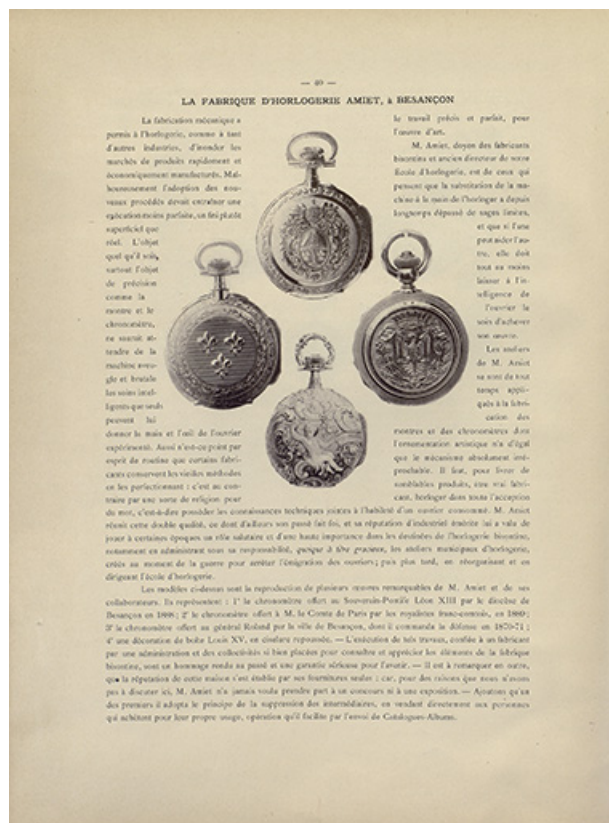 — 40 —
LA FABRIQUE D'HORLOGERIE AMIET, à BESANÇON
La fabrication mécanique a
permis à l'horlogerie, comme à tant
d'autres industries, d'inonder les
marchés de produits rapidement et
économiquement manufacturés. Mal-
heureusement l'adoption des nou-
veaux procédés devait entraîner une
exécution moins parfaite, un fini plutôt
superficiel que
réel. L'objet
quel qu'il soit,
surtout l'objet
de précision
comme la
montre et le
chronomètre,
ne saurait at-
tendre de la
machine aveu-
gle et brutale
les soins intel-
ligents que seuls
peuvent lui
donner la main et l'œil de l'ouvrier
expérimenté. Aussi n'est-ce point par
esprit de routine que certains fabri-
cants conservent les vieilles méthodes
en les perfectionnant : c'est au con-
traire par une sorte de religion pour
le travail précis et parfait, pour
l'œuvre d'art.
M. Amiet, doyen des fabricants
bisontins et ancien directeur de notre
École d'horlogerie, est de ceux qui
pensent que la substitution de la ma-
chine à la main de l'horloger a depuis
longtemps dépassé de sages limites,
et que si l'une
peut aider l'au-
tre, elle doit
tout au moins
laisser à l'in-
telligence de
l'ouvrier le
soin d'achever
son œuvre.
Les ateliers
de M. Amiet
se sont de tout
temps appli-
qués à la fabri-
cation des
montres et des chronomètres dont
l'ornementation artistique n'a d'égal
que le mécanisme absolument irré-
prochable. Il faut, pour livrer de
semblables produits, être vrai fabri-
cant, horloger dans toute l'acception
du mot, c'est-à-dire posséder les connaissances techniques jointes à l'habileté d'un ouvrier consommé. M. Amiet
réunit cette double qualité, ce dont d'ailleurs son passé fait foi, et sa réputation d'industriel émérite lui a valu de
jouer à certaines époques un rôle salutaire et d'une haute importance dans les destinées de l'horlogerie bisontine,
notamment en administrant sous sa responsabilité, quoique à titre gracieux, les ateliers municipaux d'horlogerie,
créés au moment de la guerre pour arrêter l'émigration des ouvriers ; puis plus tard, en réorganisant et en
dirigeant l'école d'horlogerie.
Les modèles ci-dessus sont la reproduction de plusieurs œuvres remarquables de M. Amiet et de ses
collaborateurs. Ils représentent : 1° le chronomètre offert au Souverain-Pontife Léon XIII par le diocèse de
Besançon en 1888 ; 2° le chronomètre offert à M. le Comte de Paris par les royalistes franc-comtois, en 1889 ;
3° le chronomètre offert au général Rolland par la ville de Besançon, dont il commanda la défense en 1870-71 ;
4° une décoration de boîte Louis XV, en ciselure repoussée. — L'exécution de tels travaux, confiée à un fabricant
par une administration et des collectivités si bien placées pour connaître et apprécier les éléments de la fabrique
bisontine, sont un hommage rendu au passé et une garantie sérieuse pour l'avenir. — Il est à remarquer en outre,
que la réputation de cette maison s'est établie par ses fournitures seules : car, pour des raisons que nous n'avons
pas à discuter ici, M. Amiet n'a jamais voulu prendre part à un concours ni à une exposition. — Ajoutons qu'un
des premiers il adopta le principe de la suppression des intermédiaires, en vendant directement aux personnes
qui achètent pour leur propre usage, opération qu'il facilite par l'envoi de Catalogues-Albums.